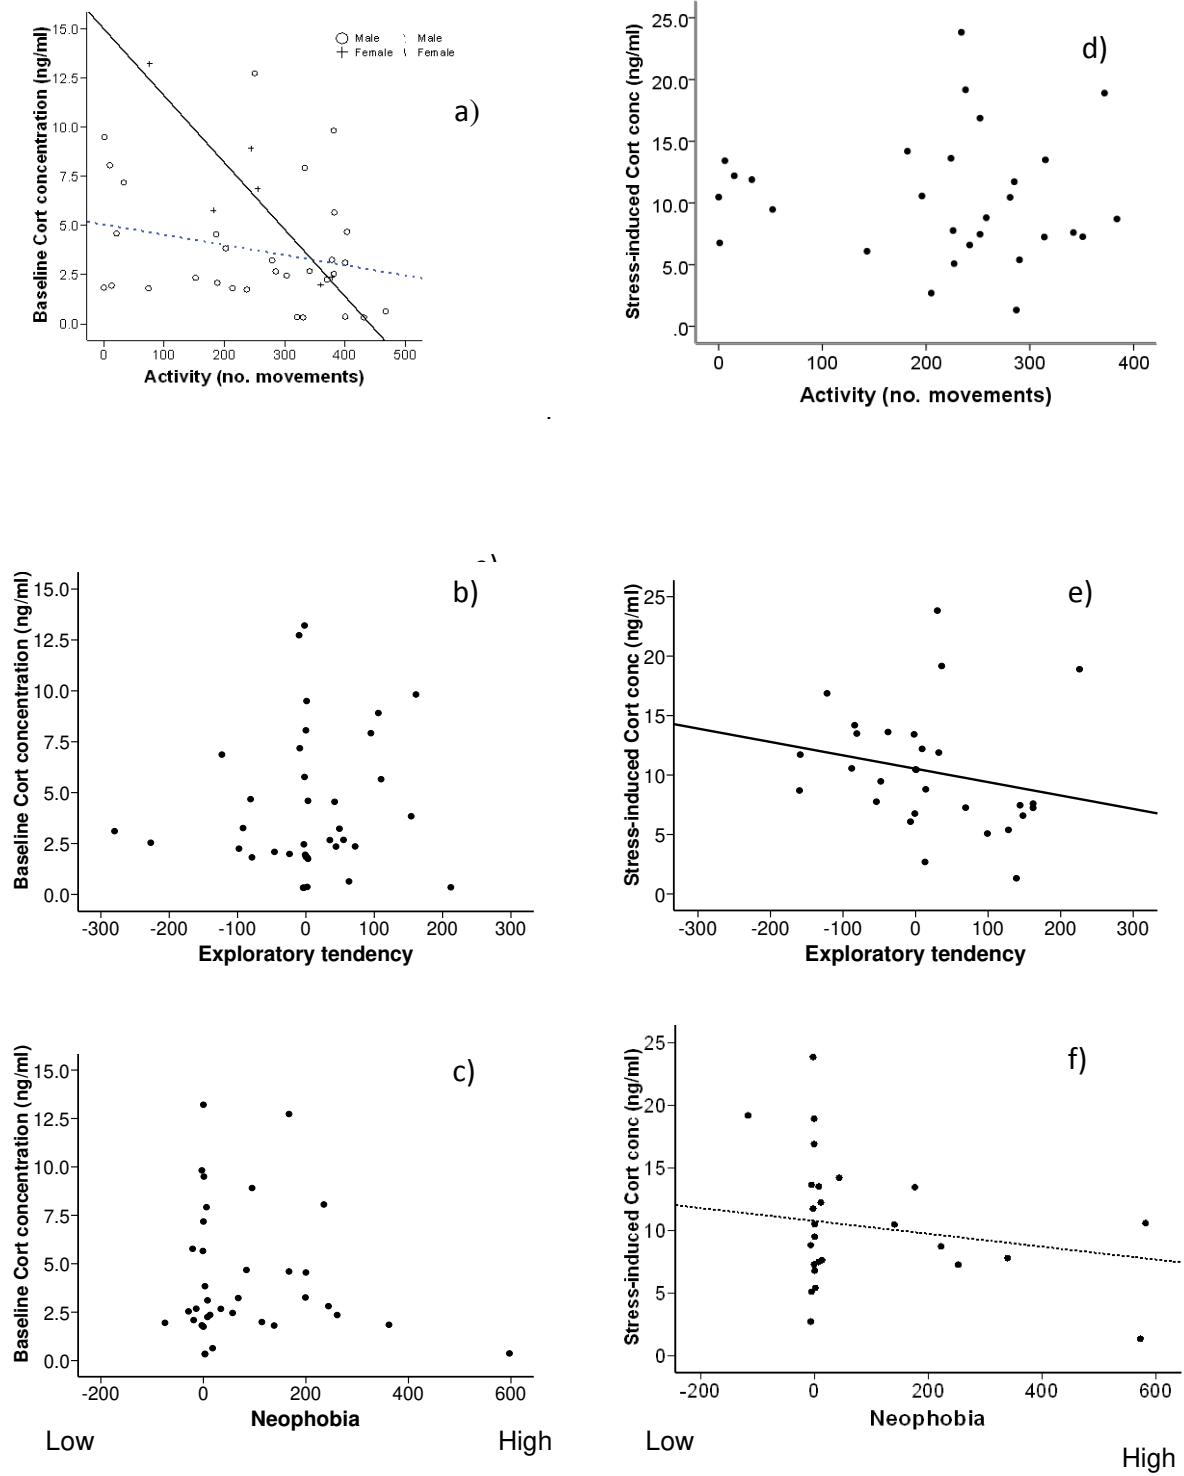 15.0
12.5
10.0
7.5
5.0
2.5
0.0
Baseline Cort concentration (ng/ml)
Male Male
Female Female
a)
0 100 200 300 400 500
Activity (no. movements)
25.0
20.0
15.0
10.0
5.0
.0
Stress-induced Cort conc (ng/ml)
d)
0 100 200 300 400
Activity (no. movements)
15.0
12.5
10.0
7.5
5.0
2.5
0.0
Baseline Cort concentration (ng/ml)
b)
-300 -200 -100 0 100 200 300
Exploratory tendency
25
20
15
10
5
0
Stress-induced Cort conc (ng/ml)
e)
-300 -200 -100 0 100 200 300
Exploratory tendency
15.0
12.5
10.0
7.5
5.0
2.5
0.0
Baseline Cort concentration (ng/ml)
c)
-200 0 200 400 600
Neophobia
Low High
25
20
15
10
5
0
Stress-induced Cort conc (ng/ml)
f)
-200 0 200 400 600
Neophobia
Low High